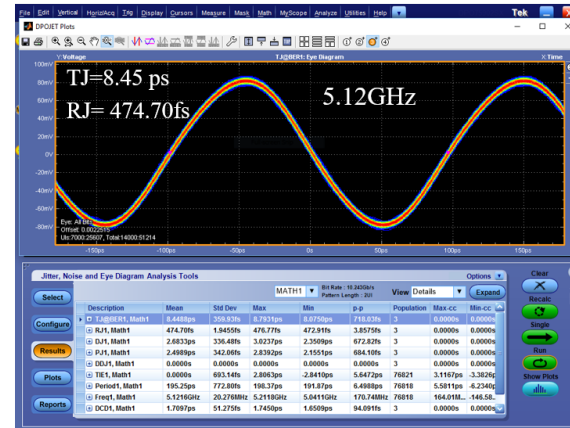 File Edit Vertical Horiz/Acq Trig Display Cursors Measure Mask Math MyScope Analyze Utilities Help Tek
DPOJET Plots
Y:Voltage TJ@BER1: Eye Diagram X:Time
100mV
80mV
60mV
40mV
20mV
0V
-20mV
-40mV
-60mV
-80mV
TJ=8.45 ps
RJ= 474.70fs
5.12GHz
Eye: All Bits
Offset: 0.0022515
UIs:7000:25607, Total:14000:51214
-150ps -100ps -50ps 0s 50ps 100ps 150ps
Jitter, Noise and Eye Diagram Analysis Tools Options Clear
MATH1 Bit Rate : 10.243Gb/s View Details Expand
Pattern Length : 2UI
Select Configure Results Plots Reports
Recalc Single Run Show Plots
Description Mean Std Dev Max Min p-p Population Max-cc Min-cc
TJ@BER1, Math1 8.4488ps 359.93fs 8.7931ps 8.0750ps 718.03fs 3 0.0000s 0.0000s
RJ1, Math1 474.70fs 1.9455fs 476.77fs 472.91fs 3.8575fs 3 0.0000s 0.0000s
DJ1, Math1 2.6833ps 336.48fs 3.0237ps 2.3509ps 672.82fs 3 0.0000s 0.0000s
PJ1, Math1 2.4989ps 342.06fs 2.8392ps 2.1551ps 684.10fs 3 0.0000s 0.0000s
DDJ1, Math1 0.0000s 0.0000s 0.0000s 0.0000s 0.0000s 3 0.0000s 0.0000s
TIE1, Math1 0.0000s 693.14fs 2.8063ps -2.8410ps 5.6472ps 76821 3.1167ps -3.3826p
Period1, Math1 195.25ps 772.80fs 198.37ps 191.87ps 6.4988ps 76818 5.5811ps -6.2340p
Freq1, Math1 5.1216GHz 20.276MHz 5.2118GHz 5.0411GHz 170.74MHz 76818 164.01M... -146.58..
DCD1, Math1 1.7097ps 51.275fs 1.7450ps 1.6509ps 94.091fs 3 0.0000s 0.0000s